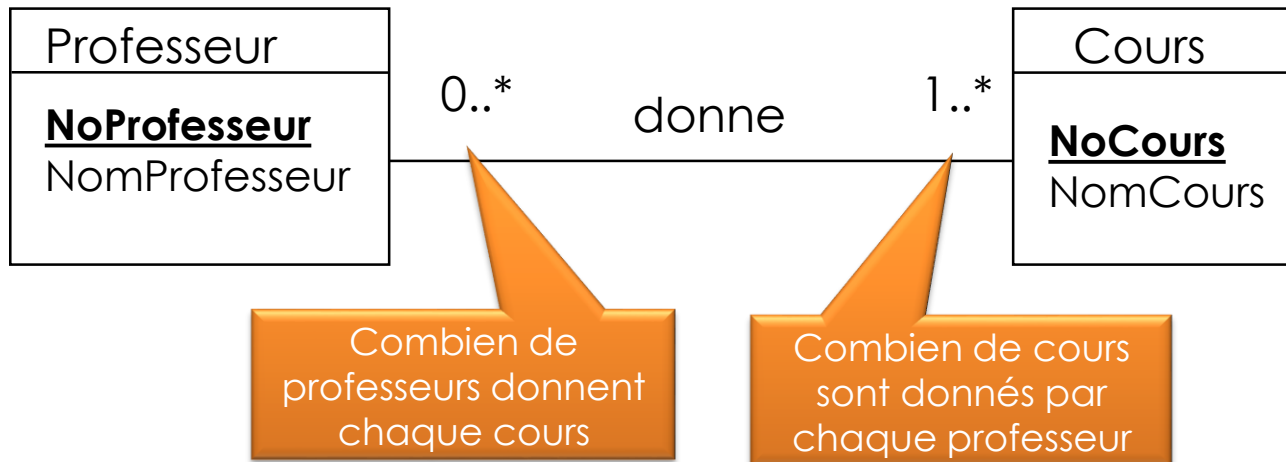 Professeur
NoProfesseur
NomProfesseur
0..*
donne
1..*
Cours
NoCours
NomCours
Combien de
professeurs donnent
chaque cours
Combien de cours
sont donnés par
chaque professeur